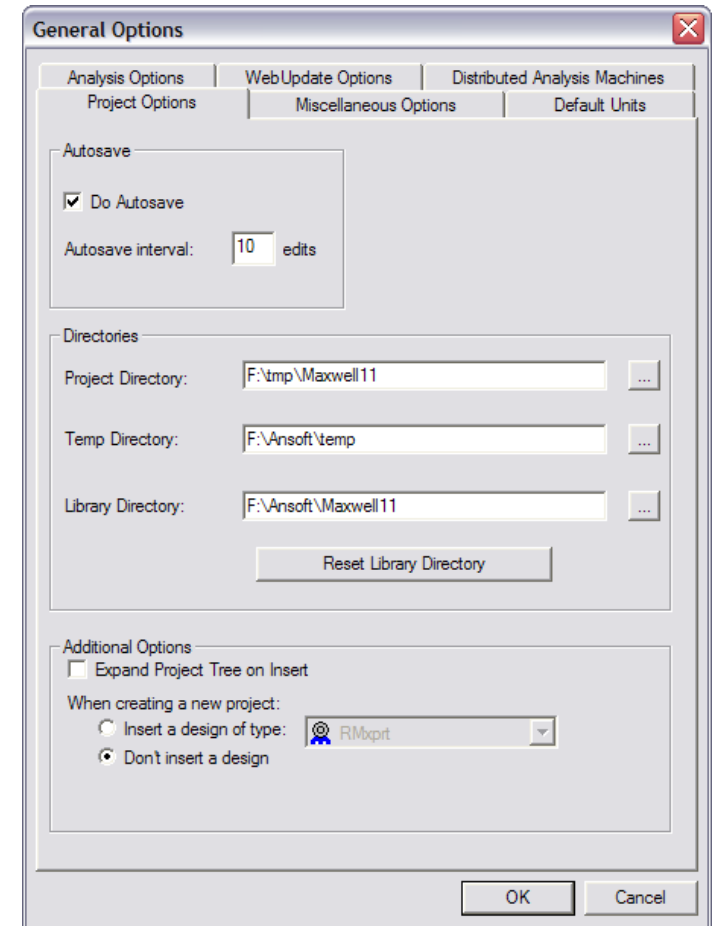 General Options
Analysis Options WebUpdate Options Distributed Analysis Machines
Project Options Miscellaneous Options Default Units
Autosave
Do Autosave
Autosave interval: 10 edits
Directories
Project Directory: F:\tmp\Maxwell11 ...
Temp Directory: F:\Ansoft\temp ...
Library Directory: F:\Ansoft\Maxwell11 ...
Reset Library Directory
Additional Options
Expand Project Tree on Insert
When creating a new project:
Insert a design of type: RMxprt
Don't insert a design
OK Cancel